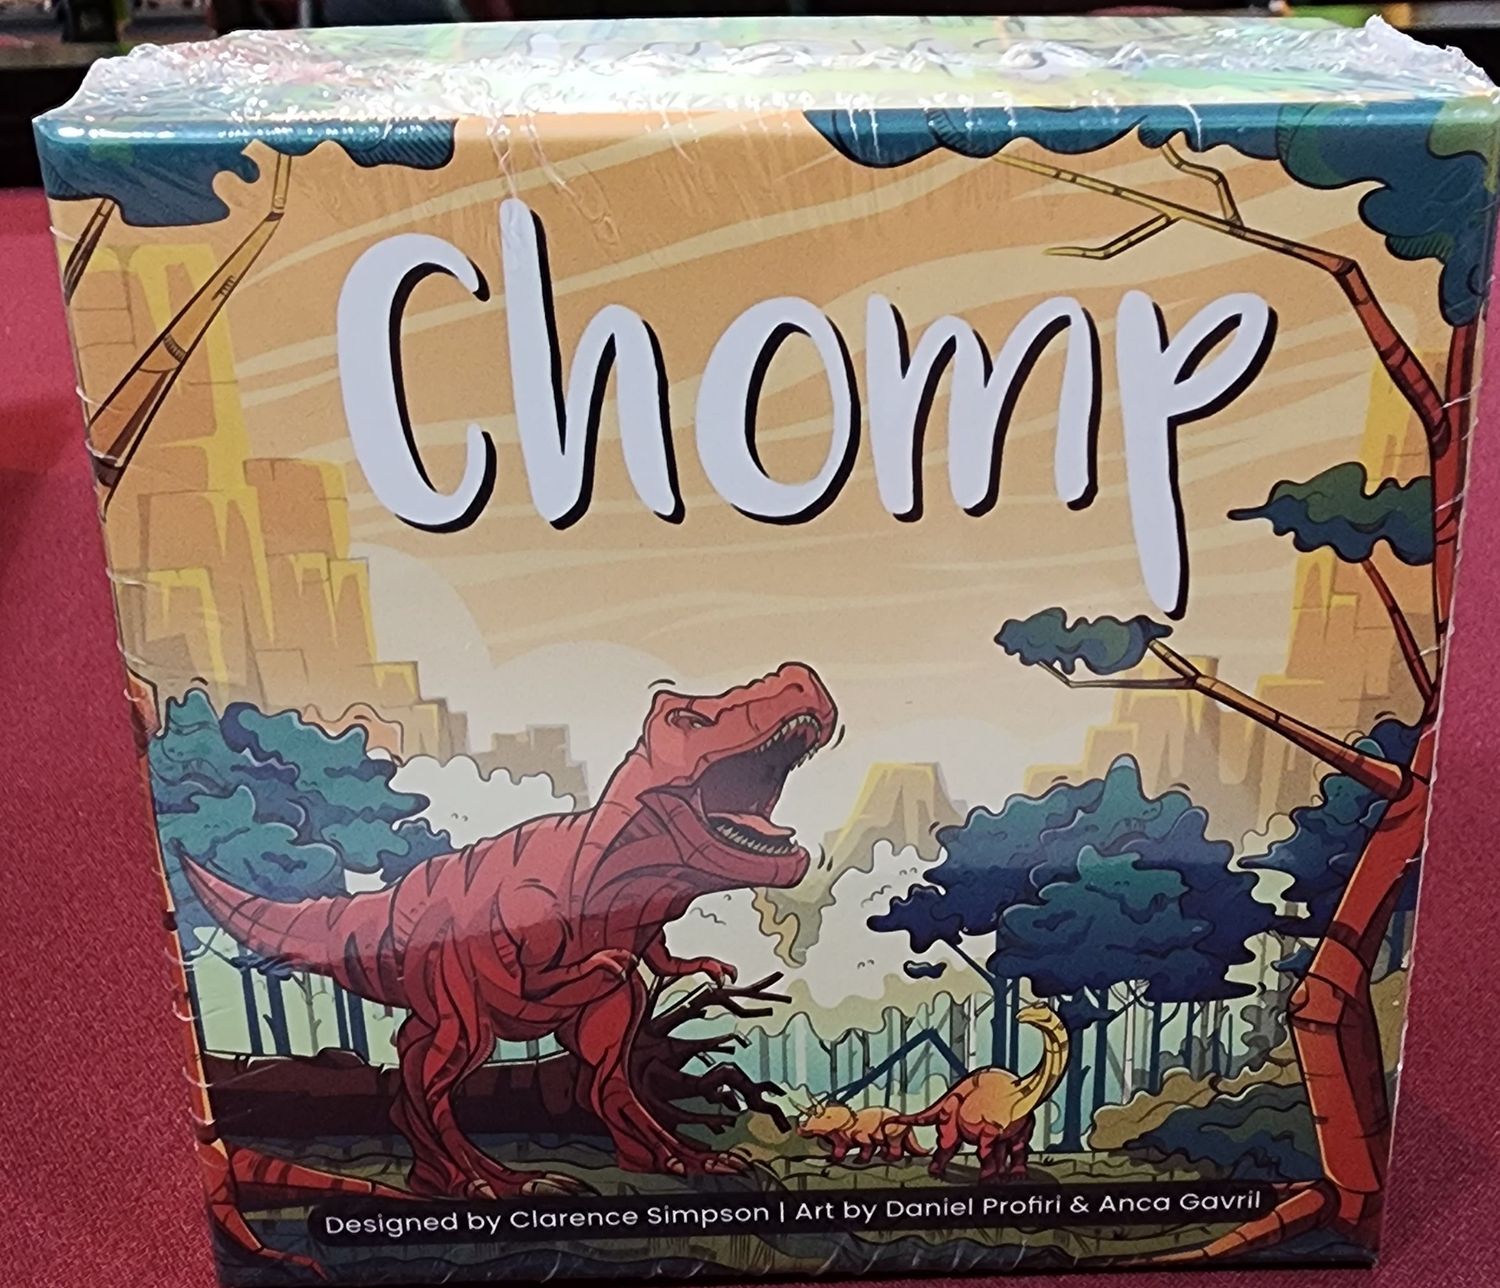 Chomp
Designed by Clarence Simpson | Art by Daniel Profiri & Anca Gavril